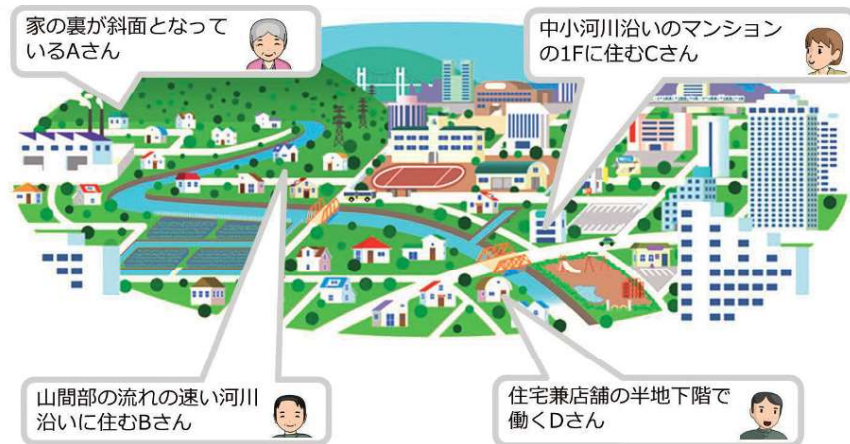 家の裏が斜面となって
いるAさん
中小河川沿いのマンション
の1Fに住むCさん
山間部の流れの速い河川
沿いに住むBさん
住宅兼店舗の半地下階で
働くDさん